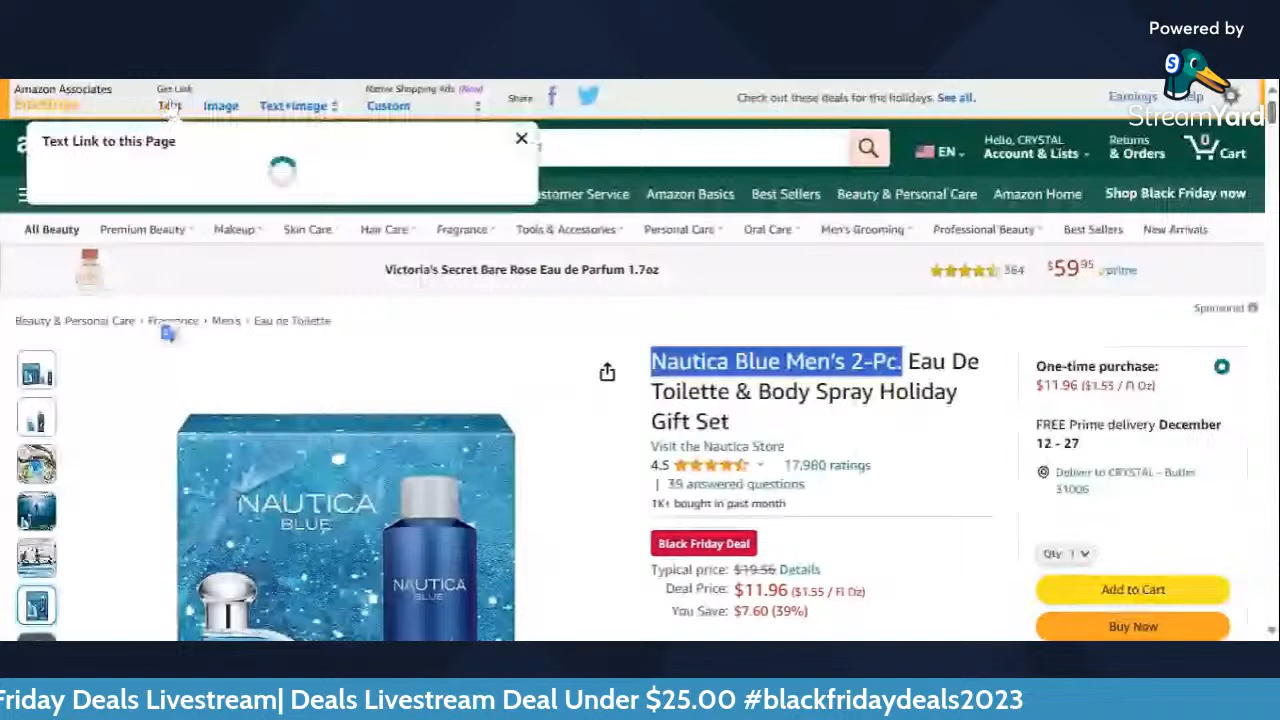 Powered by
StreamYard
Amazon Associates
Get Link
Text
Image
Text+Image
Native Shopping Ads (New)
Custom
Share
Check out these deals for the holidays. See all.
Earnings
Help
Text Link to this Page
EN
Hello, CRYSTAL
Account & Lists
Returns
& Orders
0
Cart
ustomer Service
Amazon Basics
Best Sellers
Beauty & Personal Care
Amazon Home
Shop Black Friday now
All Beauty
Premium Beauty
Makeup
Skin Care
Hair Care
Fragrance
Tools & Accessories
Personal Care
Oral Care
Men's Grooming
Professional Beauty
Best Sellers
New Arrivals
Victoria's Secret Bare Rose Eau de Parfum 1.7oz
364
$59.95
prime
Sponsored
Beauty & Personal Care › Fragrance › Men's › Eau de Toilette
Nautica Blue Men's 2-Pc. Eau De
Toilette & Body Spray Holiday
Gift Set
Visit the Nautica Store
4.5
17,980 ratings
| 39 answered questions
1K+ bought in past month
Black Friday Deal
Typical price: $19.56 Details
Deal Price: $11.96 ($1.55 / Fl Oz)
You Save: $7.60 (39%)
One-time purchase:
$11.96 ($1.55 / Fl Oz)
FREE Prime delivery December
12 - 27
Deliver to CRYSTAL - Butler
31006
Qty: 1
Add to Cart
Buy Now
NAUTICA
BLUE
NAUTICA
BLUE
Friday Deals Livestream| Deals Livestream Deal Under $25.00 #blackfridaydeals2023